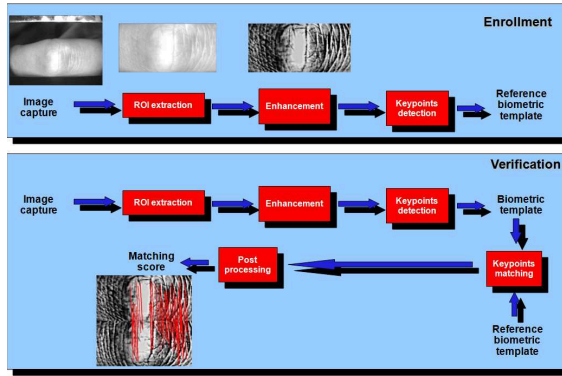 Enrollment
Image
capture
ROI extraction
Enhancement
Keypoints
detection
Reference
biometric
template
Verification
Image
capture
ROI extraction
Enhancement
Keypoints
detection
Biometric
template
Matching
score
Post
processing
Keypoints
matching
Reference
biometric
template